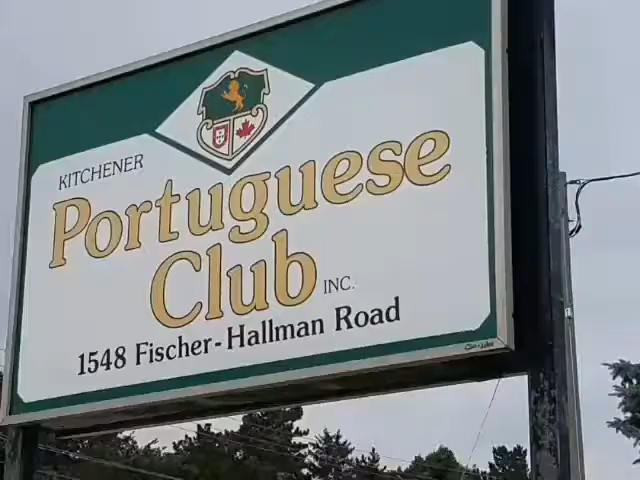 KITCHENER
Portuguese
Club INC.
1548 Fischer-Hallman Road